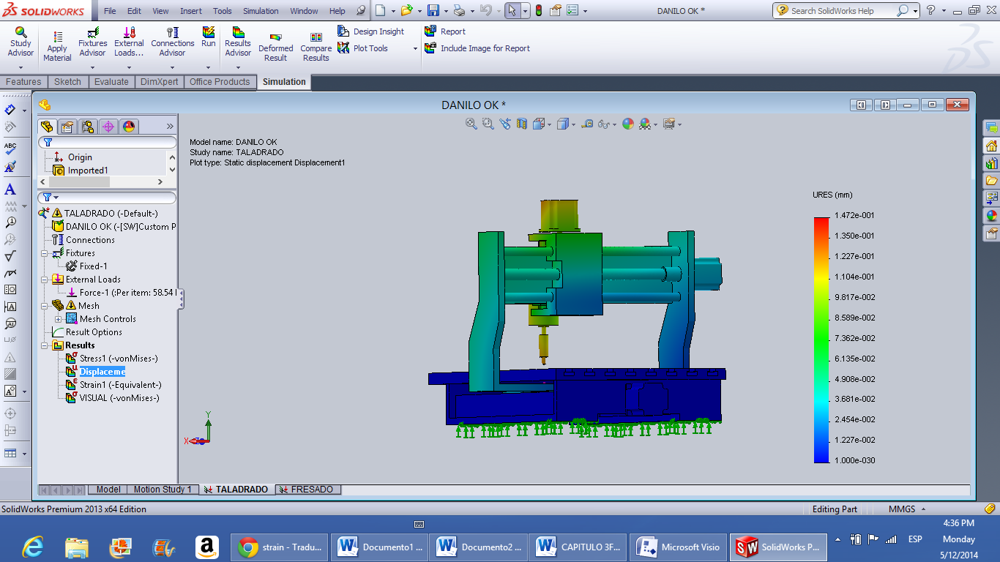 SOLIDWORKS File Edit View Insert Tools Simulation Window Help DANILO OK * Search SolidWorks Help
Study Advisor
Apply Material
Fixtures Advisor
External Loads...
Connections Advisor
Run
Results Advisor
Deformed Result
Compare Results
Design Insight
Plot Tools
Report
Include Image for Report
Features Sketch Evaluate DimXpert Office Products Simulation
DANILO OK *
Origin
Imported1
TALADRADO (-Default-)
DANILO OK (-[SW]Custom P
Connections
Fixtures
Fixed-1
External Loads
Force-1 (:Per item: 58.54
Mesh
Mesh Controls
Result Options
Results
Stress1 (-vonMises-)
Displaceme
Strain1 (-Equivalent-)
VISUAL (-vonMises-)
Model name: DANILO OK
Study name: TALADRADO
Plot type: Static displacement Displacement1
URES (mm)
1.472e-001
1.350e-001
1.227e-001
1.104e-001
9.817e-002
8.589e-002
7.362e-002
6.135e-002
4.908e-002
3.681e-002
2.454e-002
1.227e-002
1.000e-030
Y
X
Model Motion Study 1 TALADRADO FRESADO
SolidWorks Premium 2013 x64 Edition Editing Part MMGS
strain - Tradu... Documento1 ... Documento2 ... CAPITULO 3F... Microsoft Visio SolidWorks P... ESP
4:36 PM
Monday
5/12/2014